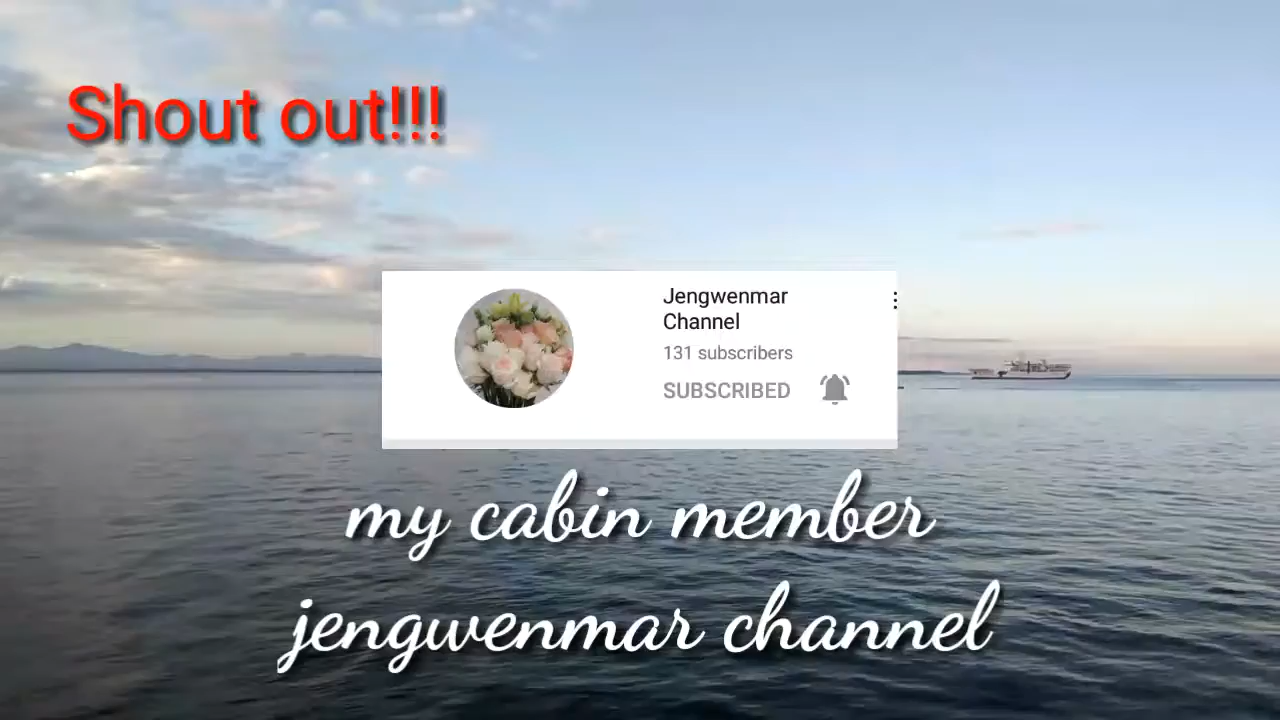 Shout out!!!
Jengwenmar
Channel
131 subscribers
SUBSCRIBED
my cabin member
jengwenmar channel